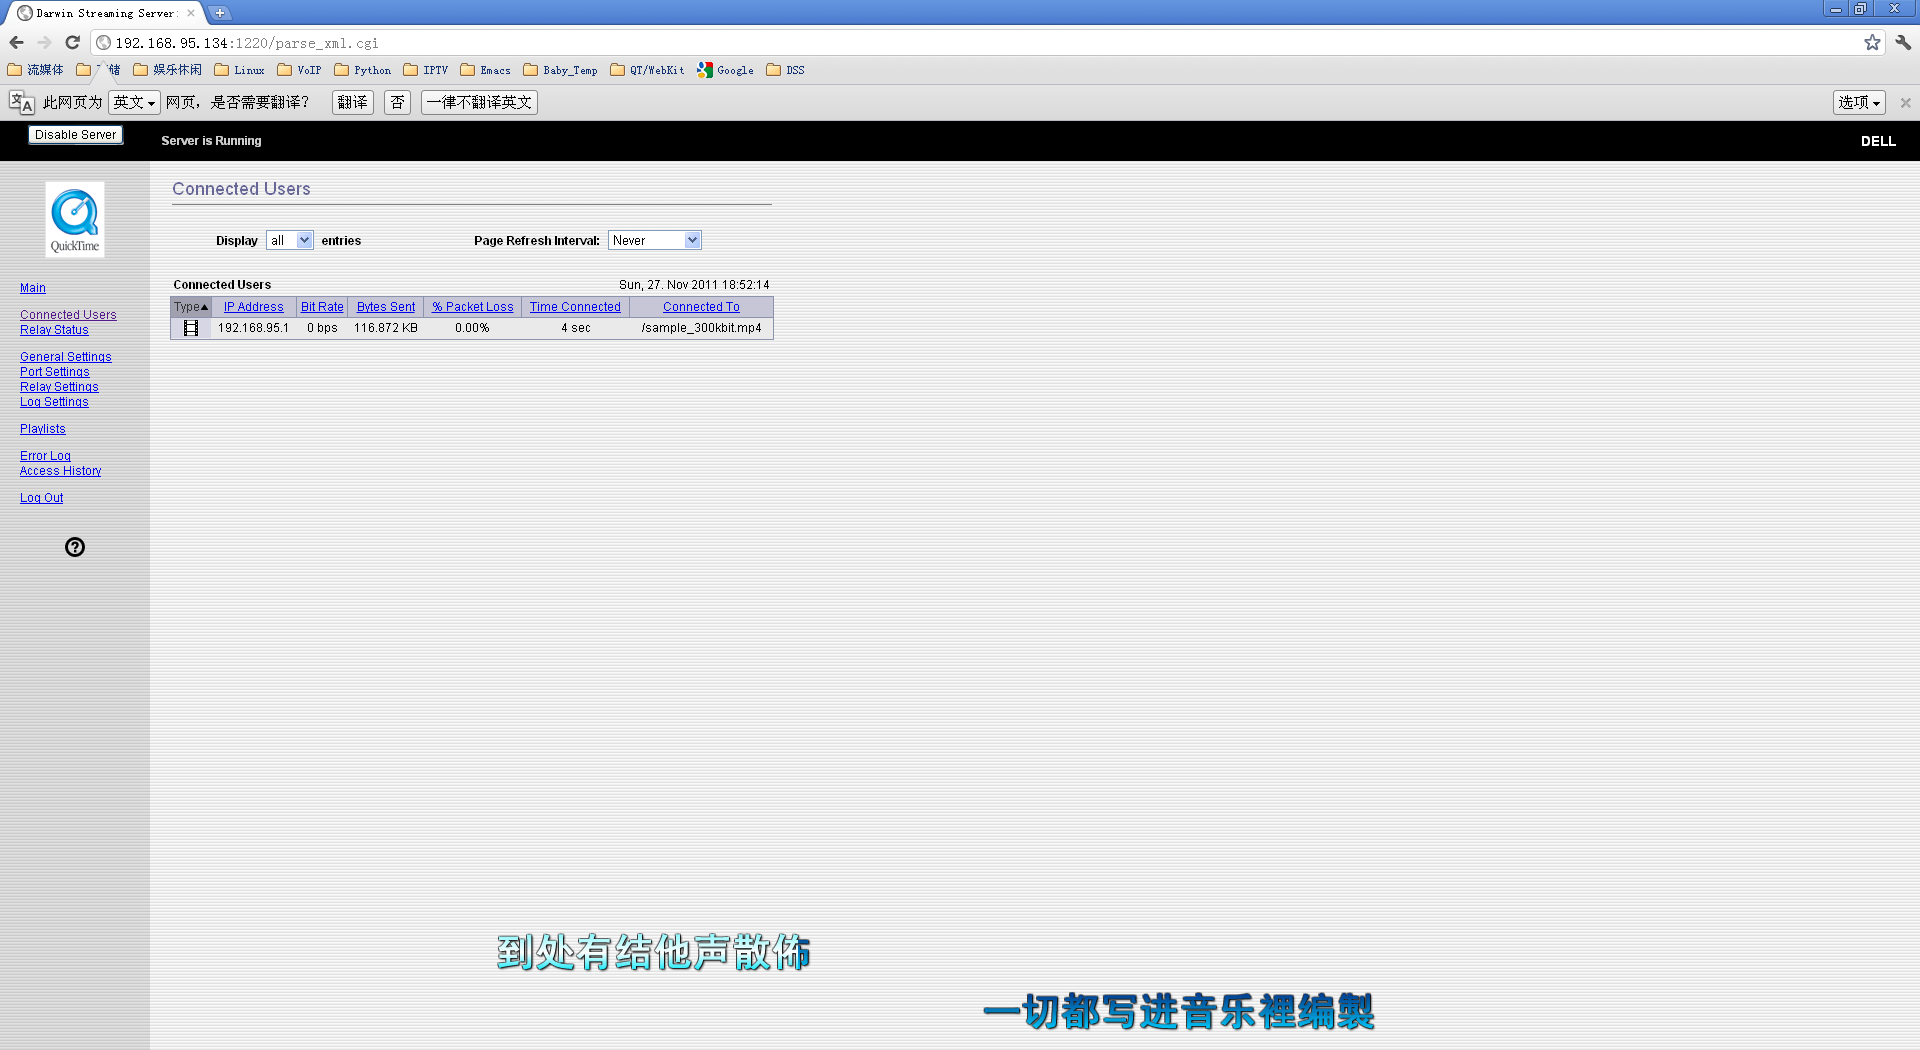 Darwin Streaming Server
192.168.95.134:1220/parse_xml.cgi
流媒体 储 娱乐休闲 Linux VoIP Python IPTV Emacs Baby_Temp QT/WebKit Google DSS
此网页为 英文 网页，是否需要翻译？ 翻译 否 一律不翻译英文 选项
Disable Server Server is Running DELL
QuickTime
Main
Connected Users
Relay Status
General Settings
Port Settings
Relay Settings
Log Settings
Playlists
Error Log
Access History
Log Out
?
Connected Users
Display all entries Page Refresh Interval: Never
Connected Users Sun, 27. Nov 2011 18:52:14
Type IP Address Bit Rate Bytes Sent % Packet Loss Time Connected Connected To
192.168.95.1 0 bps 116.872 KB 0.00% 4 sec /sample_300kbit.mp4
到处有结他声散佈
一切都写进音乐裡编製